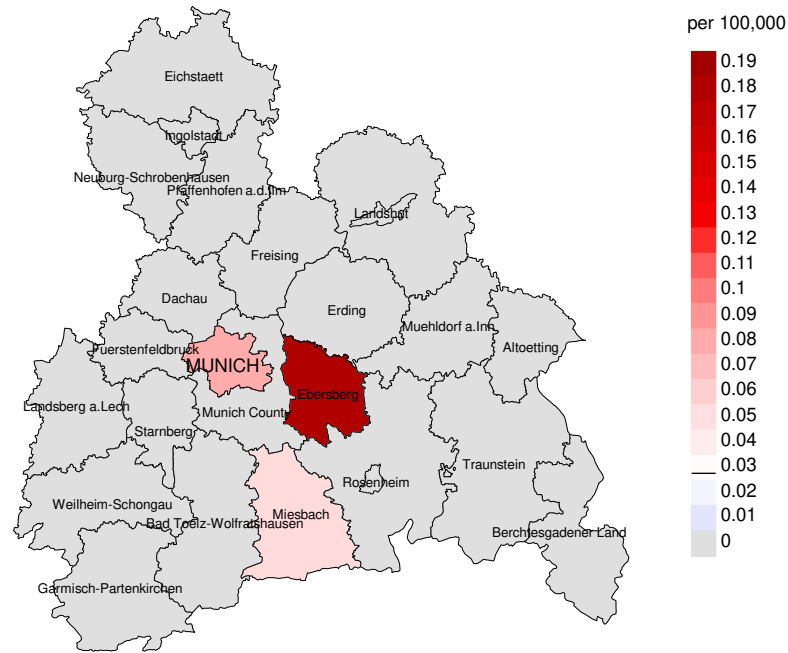 per 100,000
Eichstaett
Ingolstadt
Neuburg-Schrobenhausen
Pfaffenhofen a.d.Ilm
Landshut
Freising
Dachau
Erding
Muehldorf a.Inn
Altoetting
Fuerstenfeldbruck
MUNICH
Ebersberg
Landsberg a.Lech
Munich County
Starnberg
Traunstein
Rosenheim
Weilheim-Schongau
Miesbach
Bad Toelz-Wolfratshausen
Berchtesgadener Land
Garmisch-Partenkirchen
0.19
0.18
0.17
0.16
0.15
0.14
0.13
0.12
0.11
0.1
0.09
0.08
0.07
0.06
0.05
0.04
0.03
0.02
0.01
0